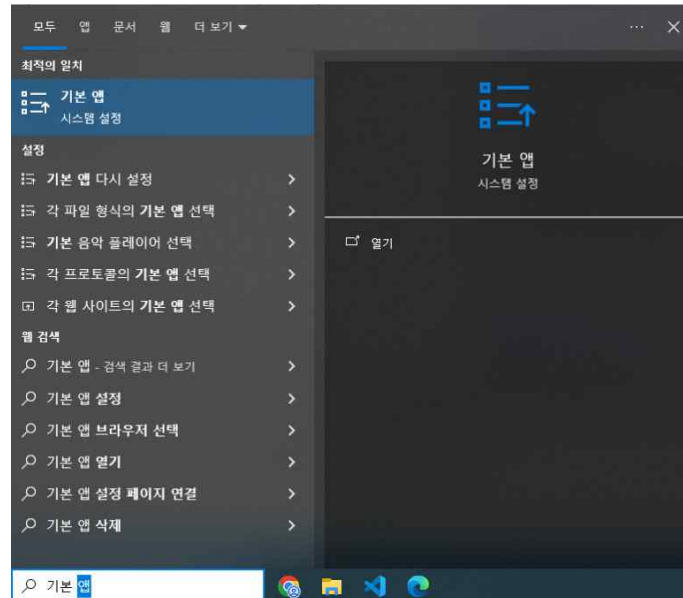 모두 앱 문서 웹 더 보기
최적의 일치
기본 앱
시스템 설정
설정
기본 앱 다시 설정
각 파일 형식의 기본 앱 선택
기본 음악 플레이어 선택
각 프로토콜의 기본 앱 선택
각 웹 사이트의 기본 앱 선택
웹 검색
기본 앱 - 검색 결과 더 보기
기본 앱 설정
기본 앱 브라우저 선택
기본 앱 열기
기본 앱 설정 페이지 연결
기본 앱 삭제
기본 앱
기본 앱
시스템 설정
열기